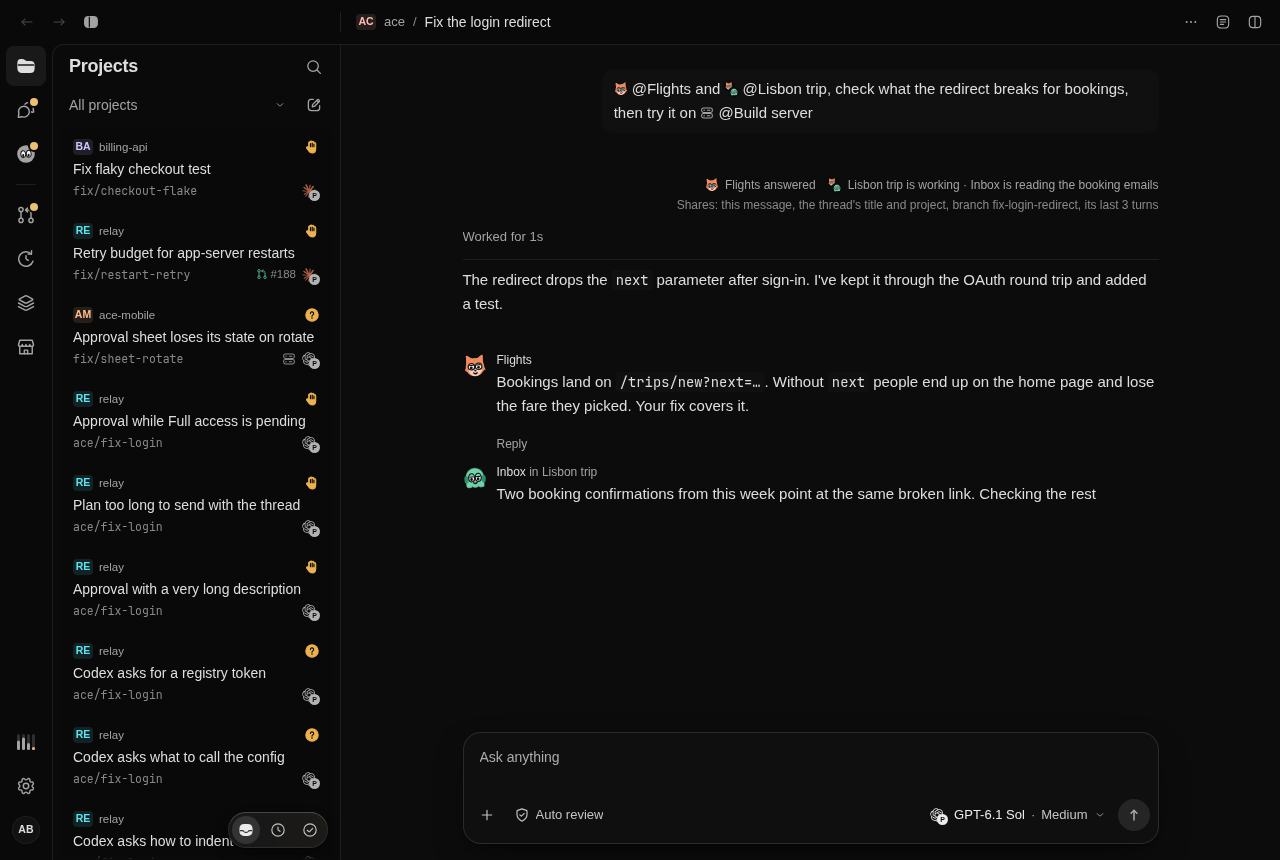 AC ace / Fix the login redirect
Projects
All projects
BA billing-api
Fix flaky checkout test
fix/checkout-flake
P
RE relay
Retry budget for app-server restarts
fix/restart-retry #188
P
AM ace-mobile
?
Approval sheet loses its state on rotate
fix/sheet-rotate
P
RE relay
Approval while Full access is pending
ace/fix-login
P
RE relay
Plan too long to send with the thread
ace/fix-login
P
RE relay
Approval with a very long description
ace/fix-login
P
RE relay
?
Codex asks for a registry token
ace/fix-login
P
RE relay
?
Codex asks what to call the config
ace/fix-login
P
RE relay
Codex asks how to indent
AB
@Flights and @Lisbon trip, check what the redirect breaks for bookings,
then try it on @Build server
Flights answered Lisbon trip is working · Inbox is reading the booking emails
Shares: this message, the thread's title and project, branch fix-login-redirect, its last 3 turns
Worked for 1s
The redirect drops the next parameter after sign-in. I've kept it through the OAuth round trip and added
a test.
Flights
Bookings land on /trips/new?next=… . Without next people end up on the home page and lose
the fare they picked. Your fix covers it.
Reply
Inbox in Lisbon trip
Two booking confirmations from this week point at the same broken link. Checking the rest
Ask anything
Auto review
P GPT-6.1 Sol · Medium